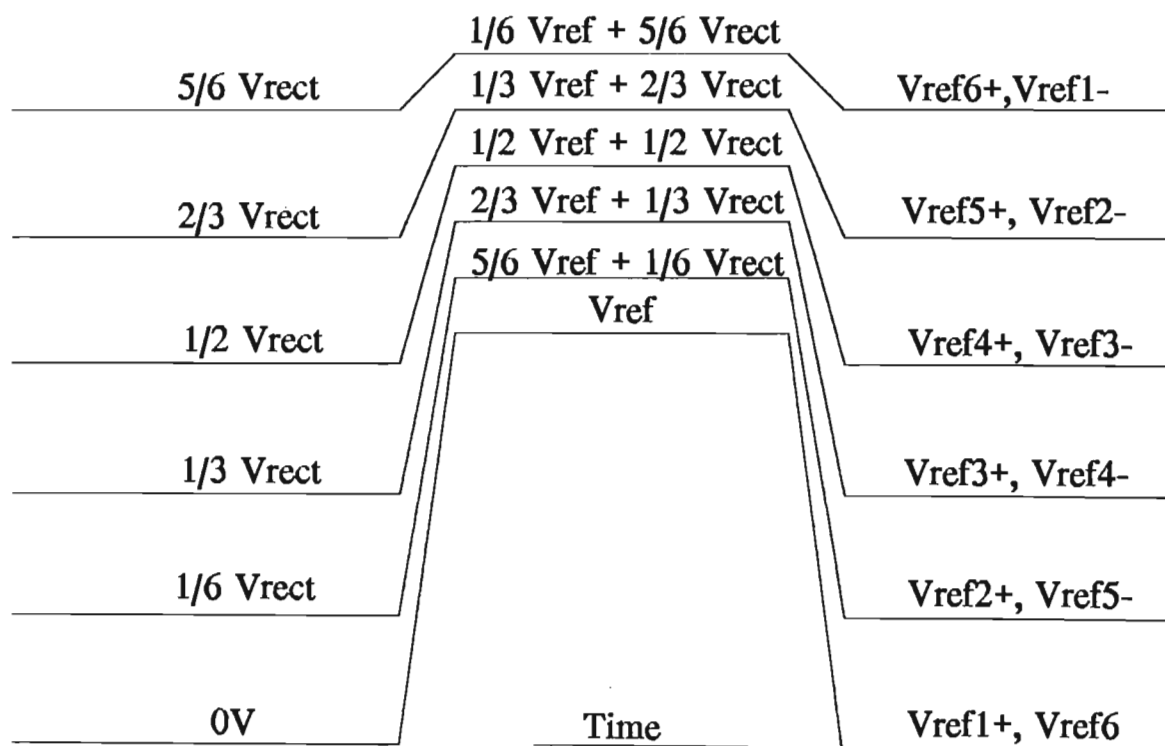 1/6 Vref + 5/6 Vrect
5/6 Vrect
1/3 Vref + 2/3 Vrect
Vref6+,Vref1-
1/2 Vref + 1/2 Vrect
2/3 Vrect
2/3 Vref + 1/3 Vrect
Vref5+, Vref2-
5/6 Vref + 1/6 Vrect
Vref
1/2 Vrect
Vref4+, Vref3-
1/3 Vrect
Vref3+, Vref4-
1/6 Vrect
Vref2+, Vref5-
0V
Time
Vref1+, Vref6